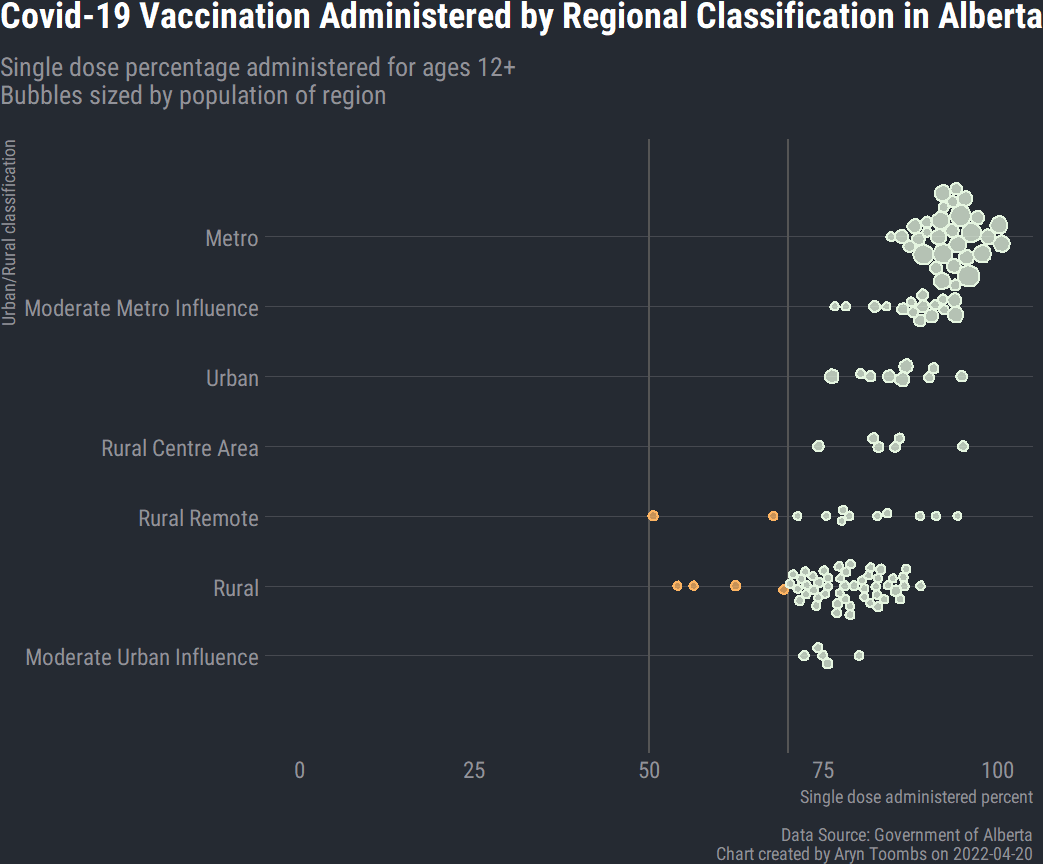 Covid-19 Vaccination Administered by Regional Classification in Alberta
Single dose percentage administered for ages 12+
Bubbles sized by population of region
Urban/Rural classification
Metro
Moderate Metro Influence
Urban
Rural Centre Area
Rural Remote
Rural
Moderate Urban Influence
0 25 50 75 100
Single dose administered percent
Data Source: Government of Alberta
Chart created by Aryn Toombs on 2022-04-20